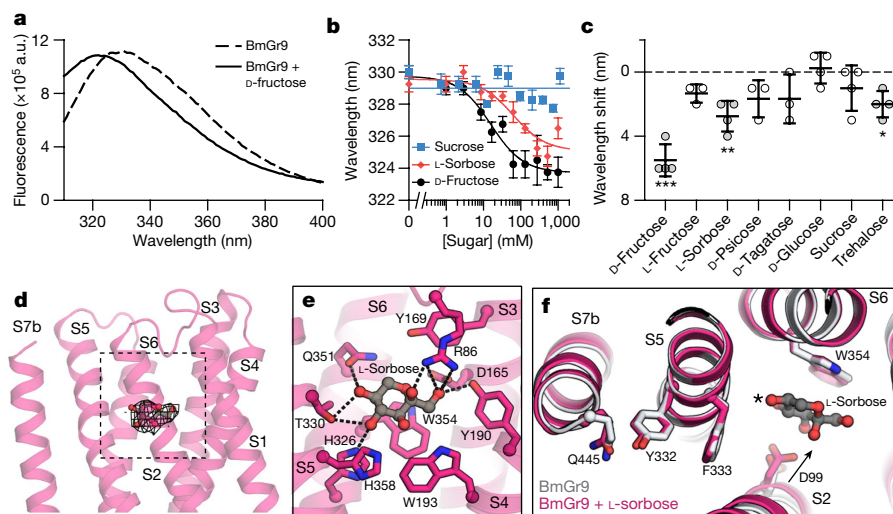 a
12
8
4
0
Fluorescence (×10⁵ a.u.)
320
340
360
380
400
Wavelength (nm)
BmGr9
BmGr9 +
D-fructose
b
332
330
328
326
324
322
Wavelength (nm)
0
1
10
100
1,000
[Sugar] (mM)
Sucrose
L-Sorbose
D-Fructose
c
0
4
8
Wavelength shift (nm)
***
**
*
D-Fructose
L-Fructose
L-Sorbose
D-Psicose
D-Tagatose
D-Glucose
Sucrose
Trehalose
d
S7b
S5
S6
S3
S4
S1
S2
e
S6
S3
Y169
R86
Q351
L-Sorbose
D165
T330
W354
Y190
H326
S5
H358
W193
S4
f
S7b
S5
S6
W354
L-Sorbose
*
Q445
Y332
F333
D99
S2
BmGr9
BmGr9 + L-sorbose